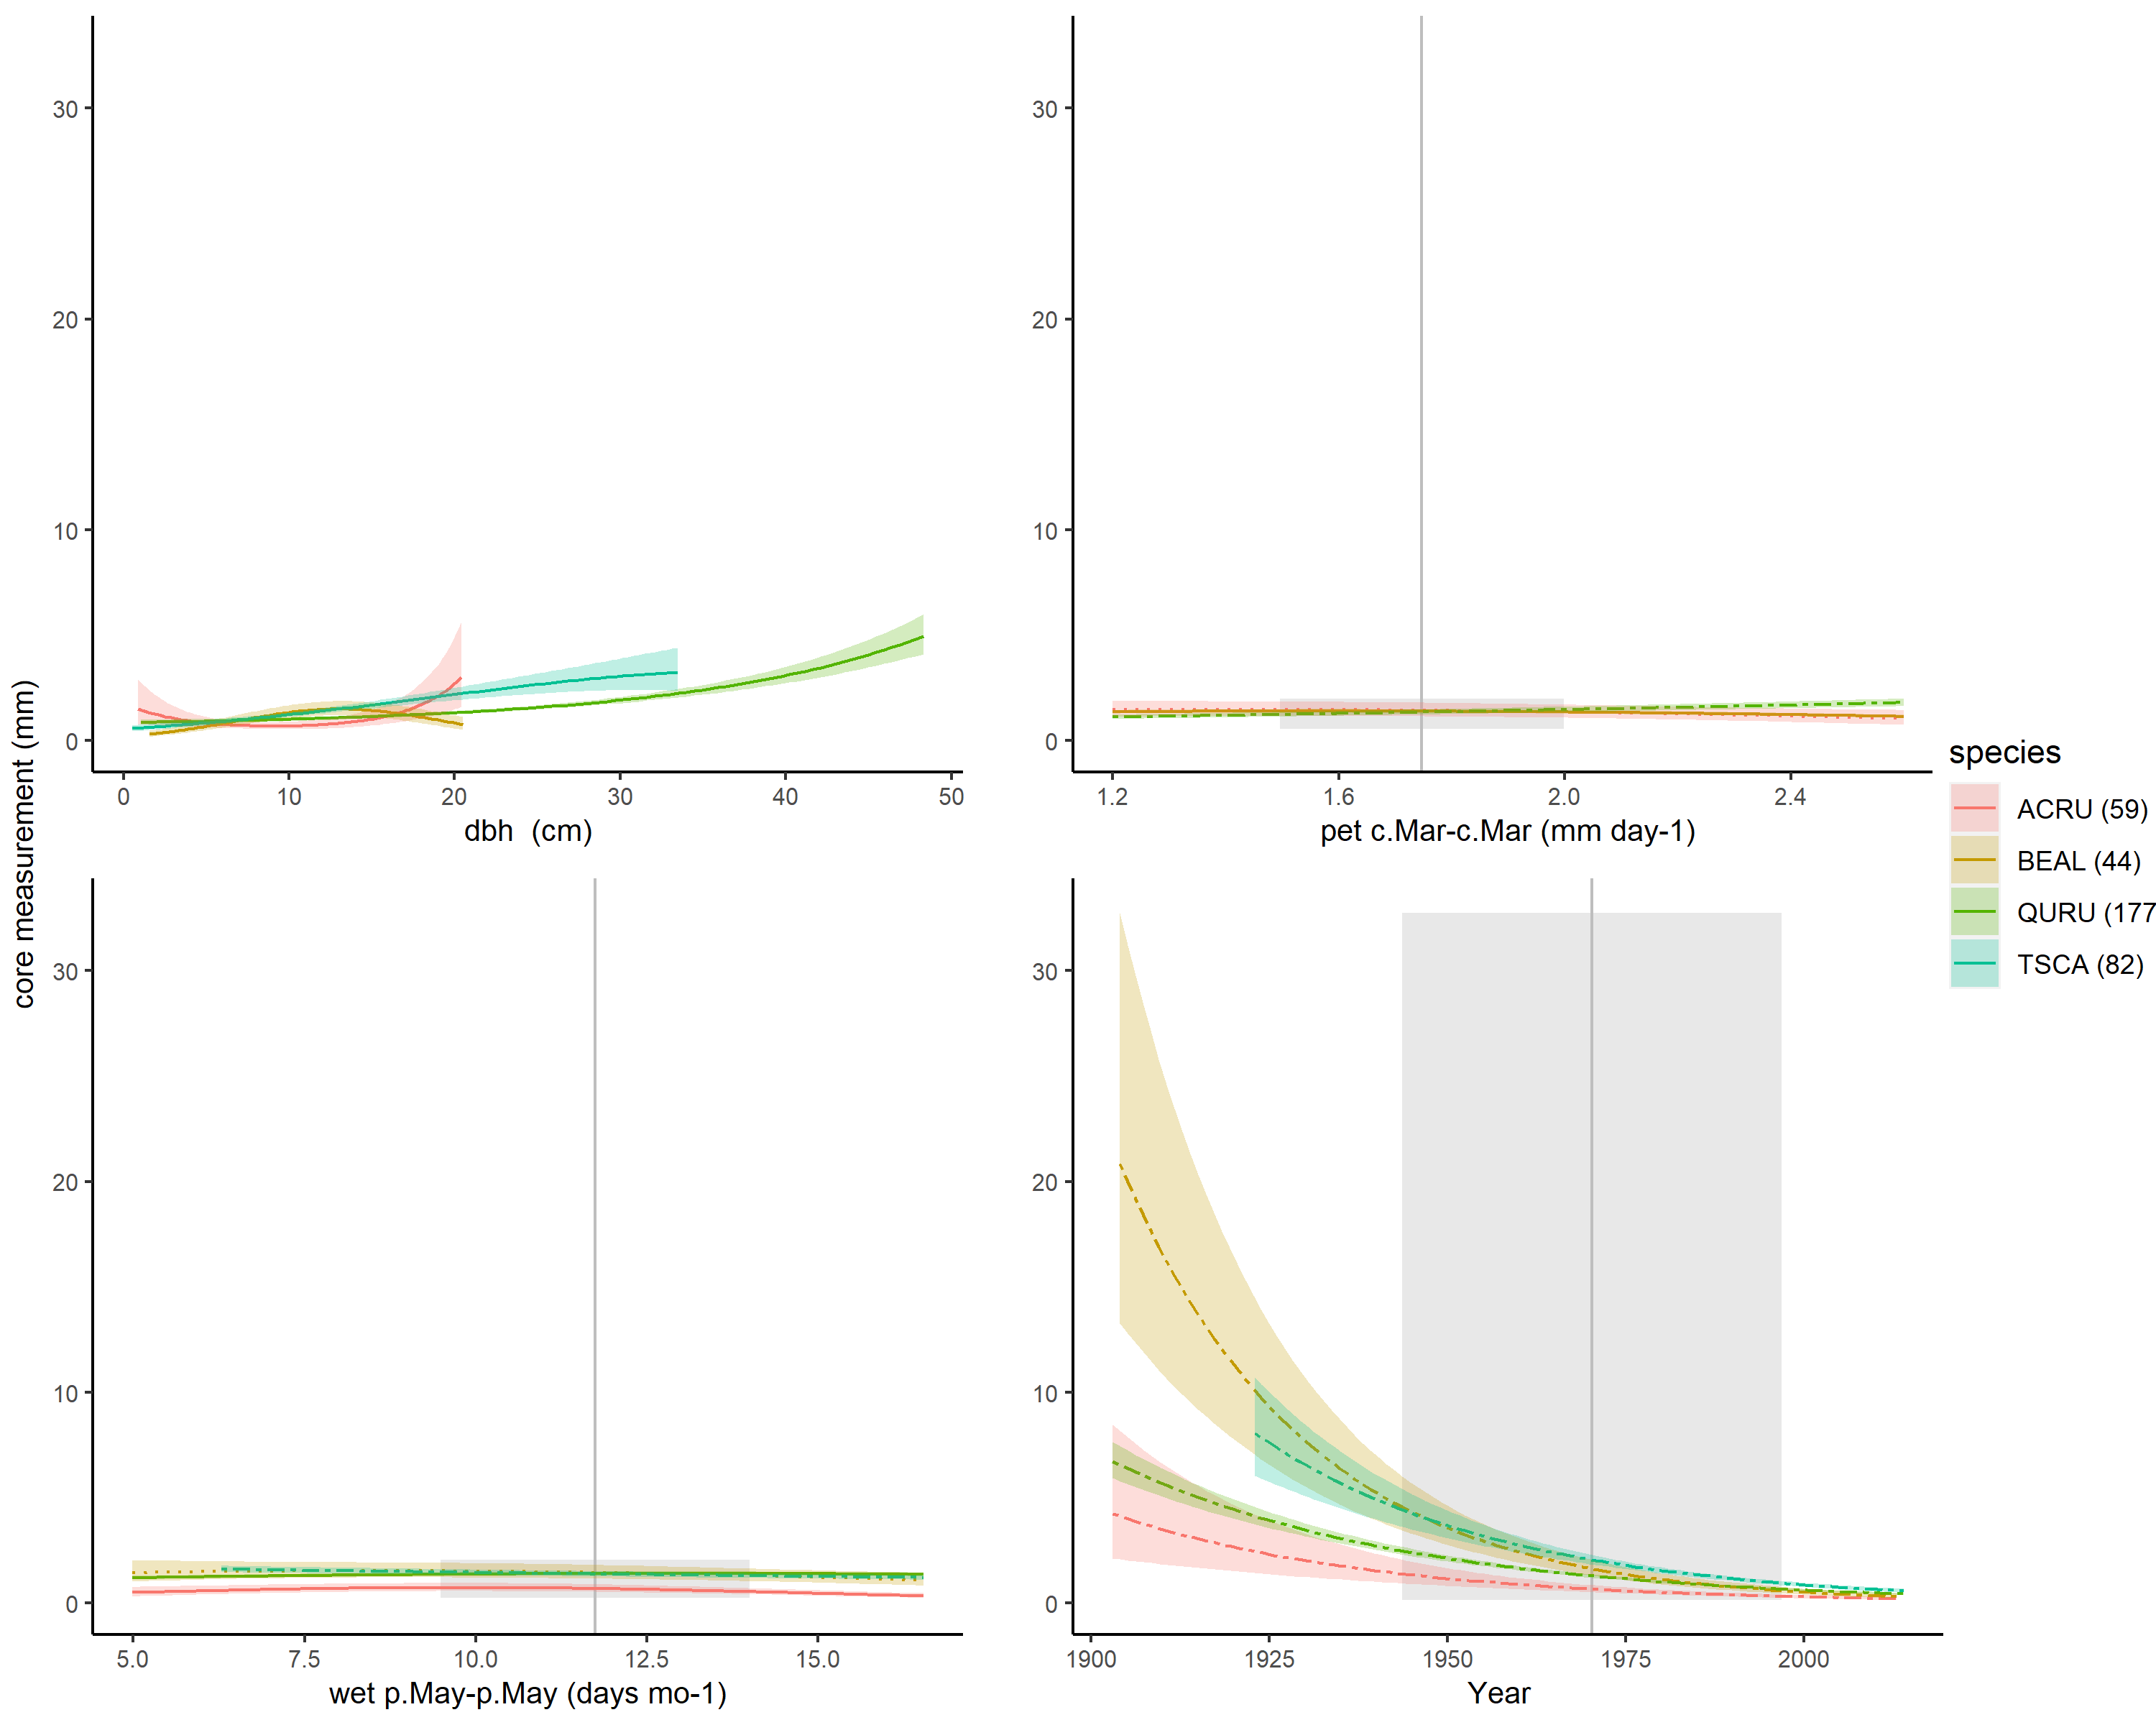 30
20
10
0
0 10 20 30 40 50
dbh  (cm)
30
20
10
0
1.2 1.6 2.0 2.4
pet c.Mar-c.Mar (mm day-1)
core measurement (mm)
30
20
10
0
5.0 7.5 10.0 12.5 15.0
wet p.May-p.May (days mo-1)
30
20
10
0
1900 1925 1950 1975 2000
Year
species
ACRU (59)
BEAL (44)
QURU (177
TSCA (82)